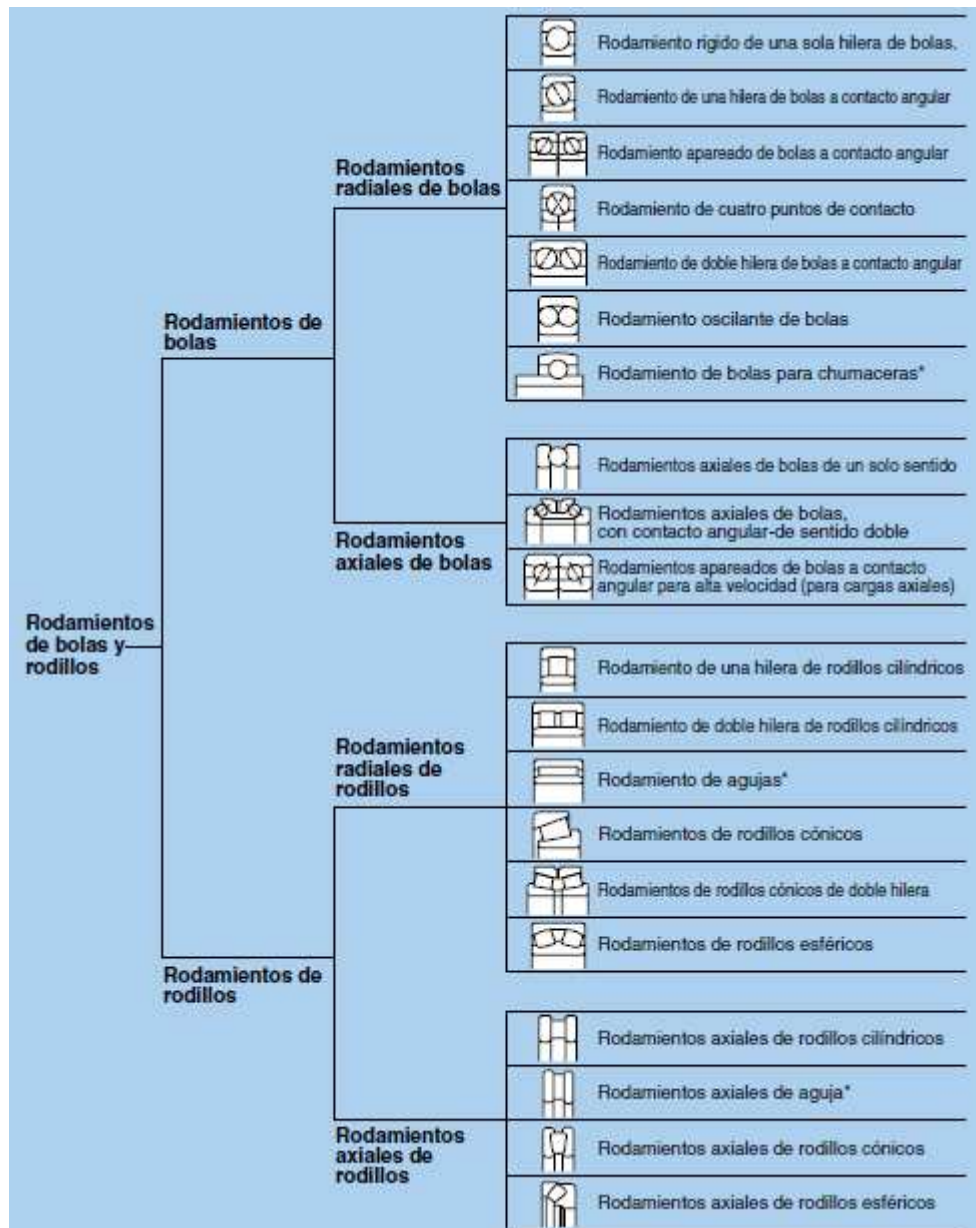 Rodamiento rígido de una sola hilera de bolas.
Rodamiento de una hilera de bolas a contacto angular
Rodamiento apareado de bolas a contacto angular
Rodamientos
radiales de bolas
Rodamiento de cuatro puntos de contacto
Rodamiento de doble hilera de bolas a contacto angular
Rodamiento oscilante de bolas
Rodamiento de bolas para chumaceras*
Rodamientos de
bolas
Rodamientos axiales de bolas de un solo sentido
Rodamientos axiales de bolas,
con contacto angular-de sentido doble
Rodamientos apareados de bolas a contacto
angular para alta velocidad (para cargas axiales)
Rodamientos
axiales de bolas
Rodamientos
de bolas y
rodillos
Rodamiento de una hilera de rodillos cilíndricos
Rodamiento de doble hilera de rodillos cilíndricos
Rodamiento de agujas*
Rodamientos
radiales de
rodillos
Rodamientos de rodillos cónicos
Rodamientos de rodillos cónicos de doble hilera
Rodamientos de rodillos esféricos
Rodamientos de
rodillos
Rodamientos axiales de rodillos cilíndricos
Rodamientos axiales de aguja*
Rodamientos
axiales de
rodillos
Rodamientos axiales de rodillos cónicos
Rodamientos axiales de rodillos esféricos